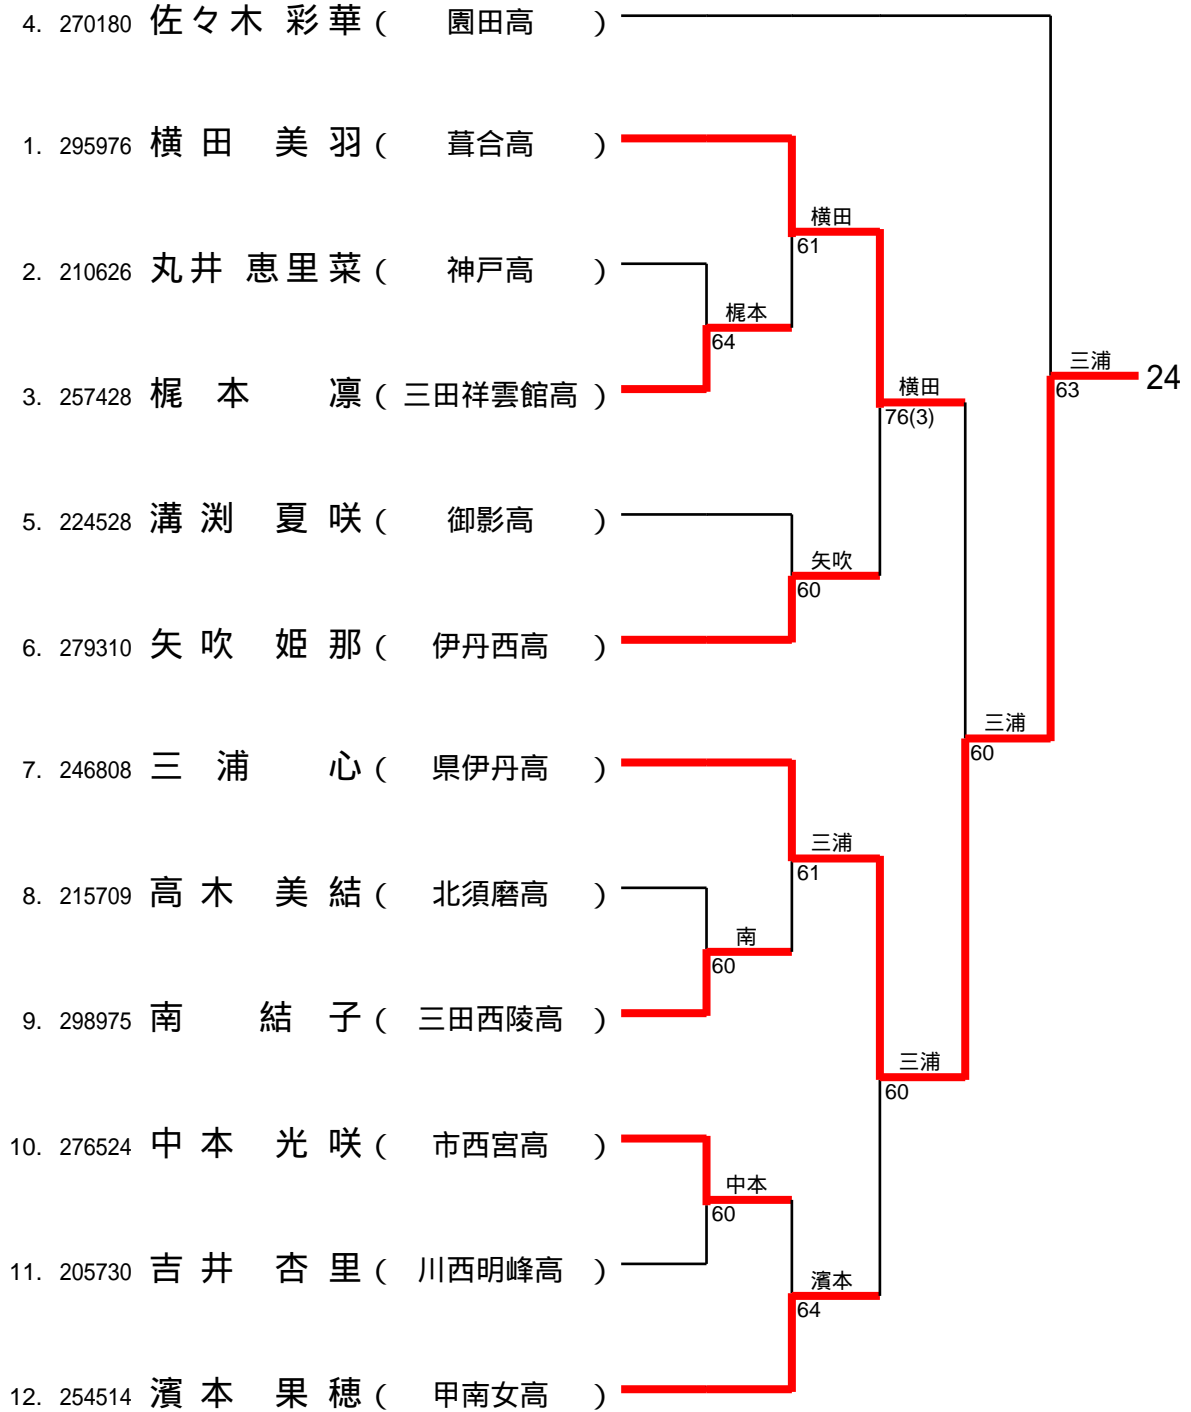 4. 270180 佐々木 彩華 ( 園田高 )
1. 295976 横田 美羽 ( 葺合高 )
横田
61
2. 210626 丸井 恵里菜 ( 神戸高 )
梶本
64
3. 257428 梶本 凛 ( 三田祥雲館高 )
三浦
63
24
横田
76(3)
5. 224528 溝渕 夏咲 ( 御影高 )
矢吹
60
6. 279310 矢吹 姫那 ( 伊丹西高 )
三浦
60
7. 246808 三浦 心 ( 県伊丹高 )
三浦
61
8. 215709 高木 美結 ( 北須磨高 )
南
60
9. 298975 南 結子 ( 三田西陵高 )
三浦
60
10. 276524 中本 光咲 ( 市西宮高 )
中本
60
11. 205730 吉井 杏里 ( 川西明峰高 )
濱本
64
12. 254514 濱本 果穂 ( 甲南女高 )